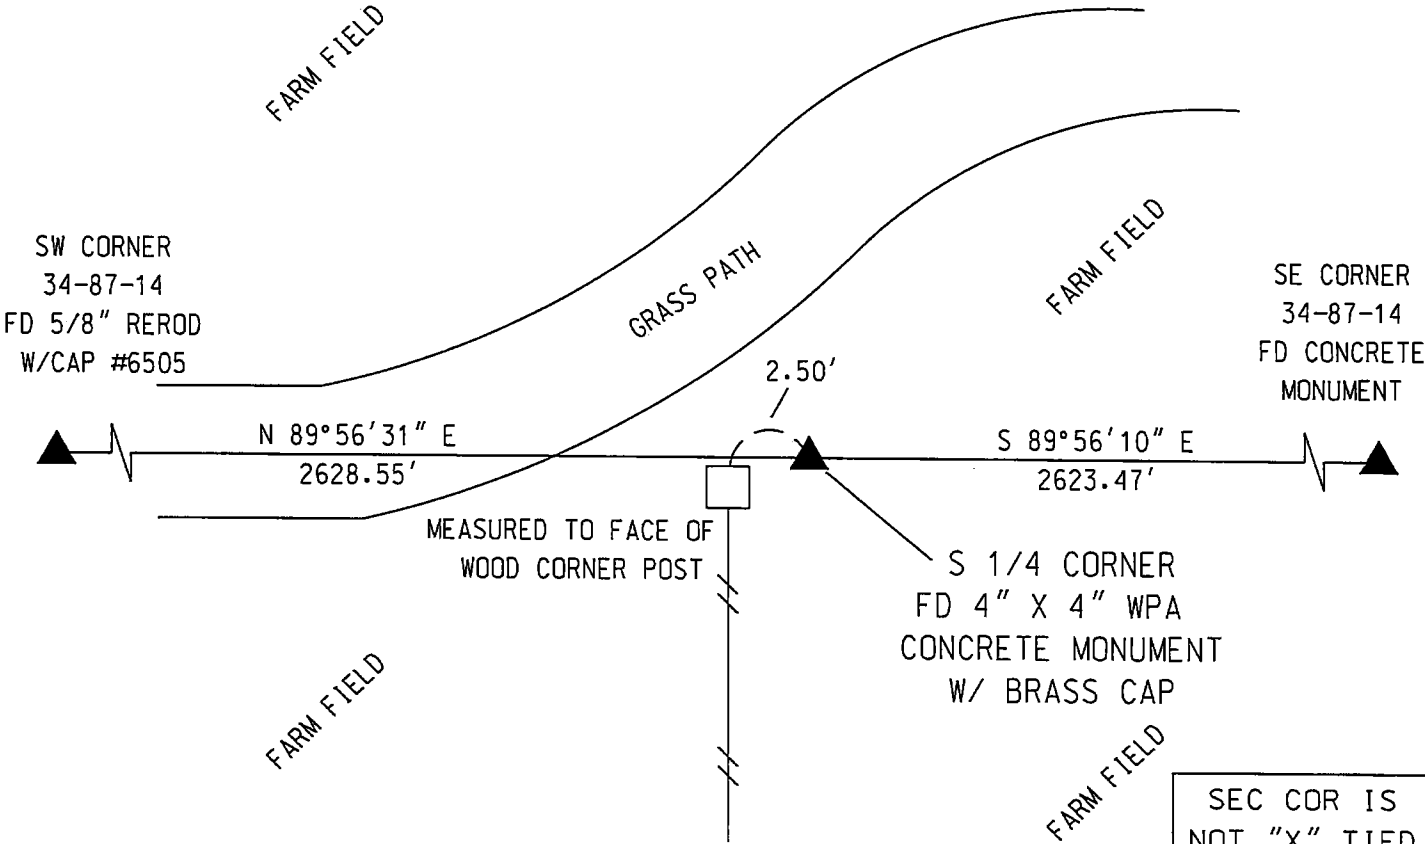 FARM FIELD
SW CORNER
34-87-14
FD 5/8" REROD
W/CAP #6505
GRASS PATH
FARM FIELD
SE CORNER
34-87-14
FD CONCRETE
MONUMENT
2.50'
N 89°56'31" E
2628.55'
S 89°56'10" E
2623.47'
MEASURED TO FACE OF
WOOD CORNER POST
S 1/4 CORNER
FD 4" X 4" WPA
CONCRETE MONUMENT
W/ BRASS CAP
FARM FIELD
FARM FIELD
SEC COR IS
NOT "X" TIED